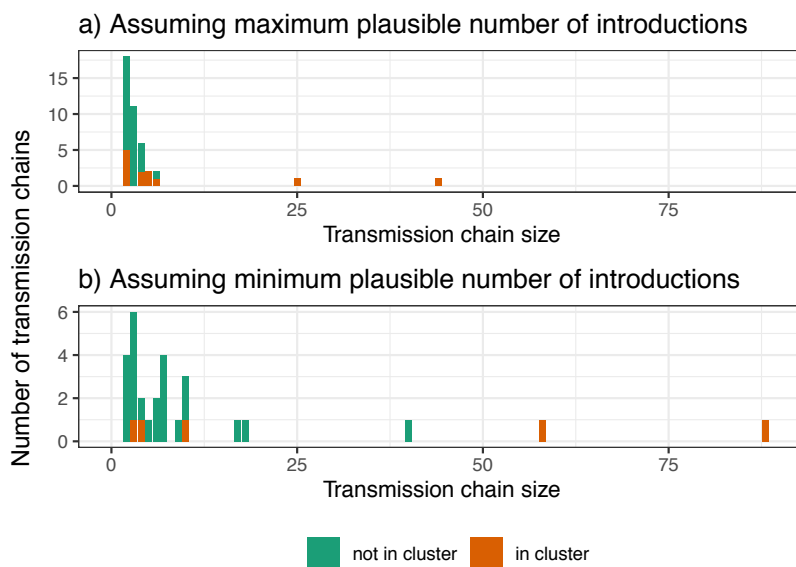 a) Assuming maximum plausible number of introductions
15
10
5
0
0 25 50 75
Transmission chain size
Number of transmission chains
b) Assuming minimum plausible number of introductions
6
4
2
0
0 25 50 75
Transmission chain size
not in cluster in cluster